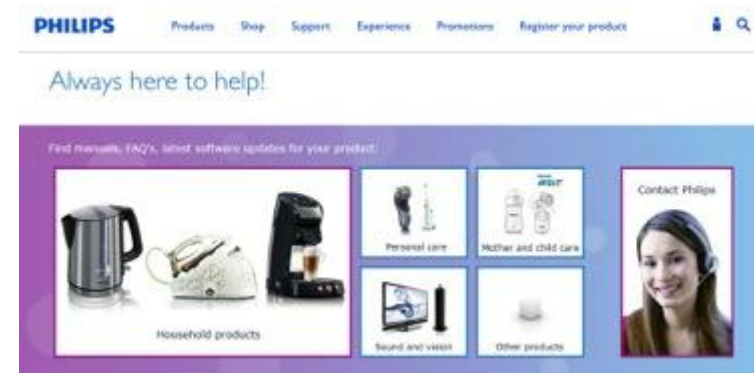 PHILIPS
Products Shop Support Experience Promotions Register your product
Always here to help!
Find manuals, FAQ's, latest software updates for your product:
Household products
Personal care
AVENT
Mother and child care
Sound and vision
Other products
Contact Philips